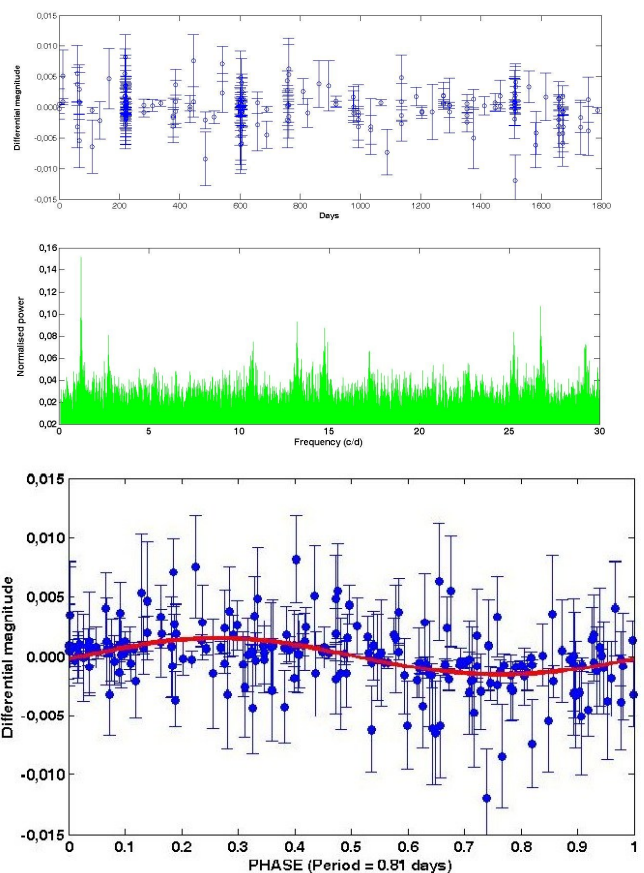 0,015
0,010
0,005
0,000
-0,005
-0,010
-0,015
Differential magnitude
0 200 400 600 800 1000 1200 1400 1600 1800
Days
0,16
0,14
0,12
0,10
0,08
0,06
0,04
0,02
Normalised power
0 5 10 15 20 25 30
Frequency (c/d)
0,015
0,010
0,005
0,000
-0,005
-0,010
-0,015
Differential magnitude
0 0.1 0.2 0.3 0.4 0.5 0.6 0.7 0.8 0.9 1
PHASE (Period = 0.81 days)